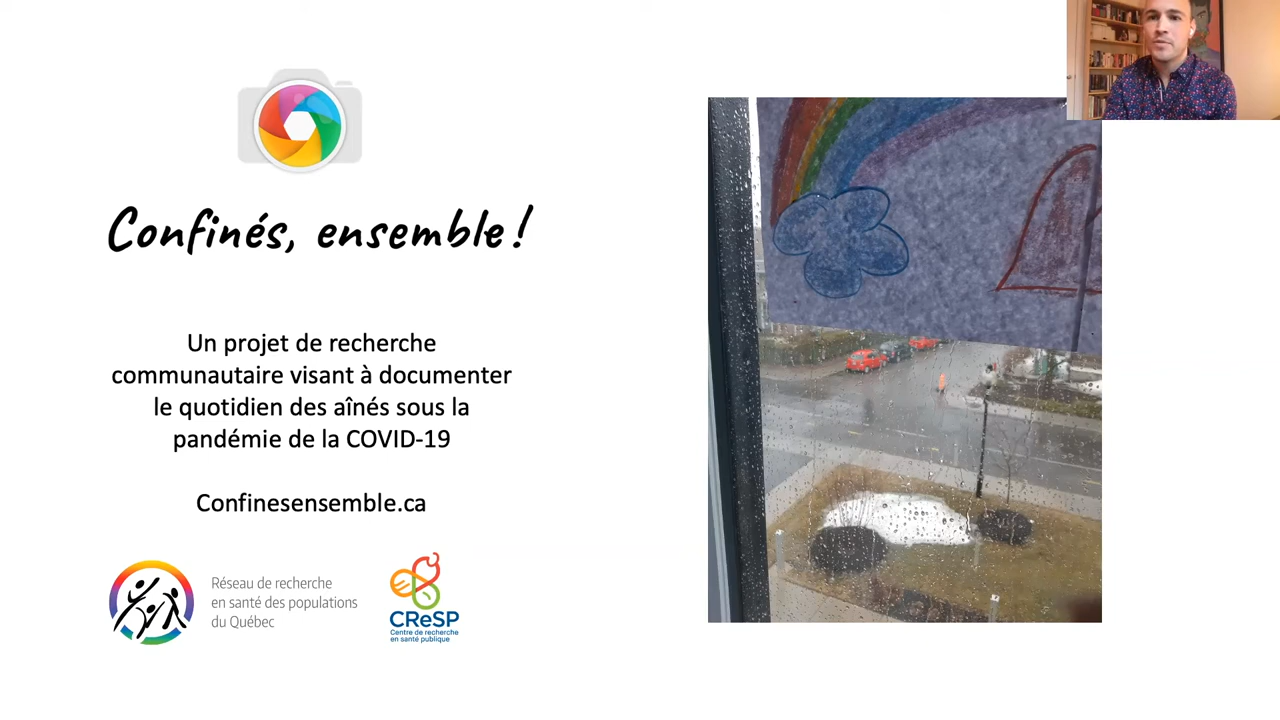 Confinés, ensemble !
Un projet de recherche
communautaire visant à documenter
le quotidien des aînés sous la
pandémie de la COVID-19
Confinesensemble.ca
Réseau de recherche
en santé des populations
du Québec
CReSP
Centre de recherche
en santé publique